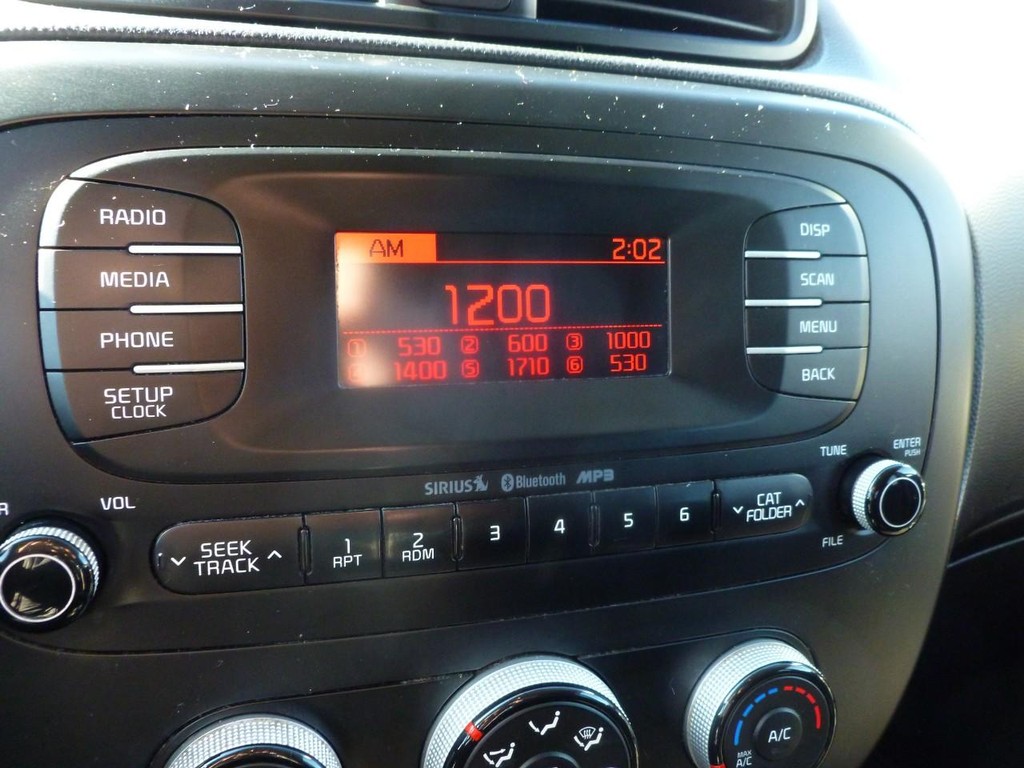 RADIO
MEDIA
PHONE
SETUP
CLOCK
AM 2:02
1200
1 530 2 600 3 1000
1400 5 1710 6 530
DISP
SCAN
MENU
BACK
SIRIUS Bluetooth MP3
VOL
SEEK
TRACK
1
RPT
2
RDM
3
4
5
6
CAT
FOLDER
TUNE
FILE
ENTER
PUSH
A/C
MAX
A/C